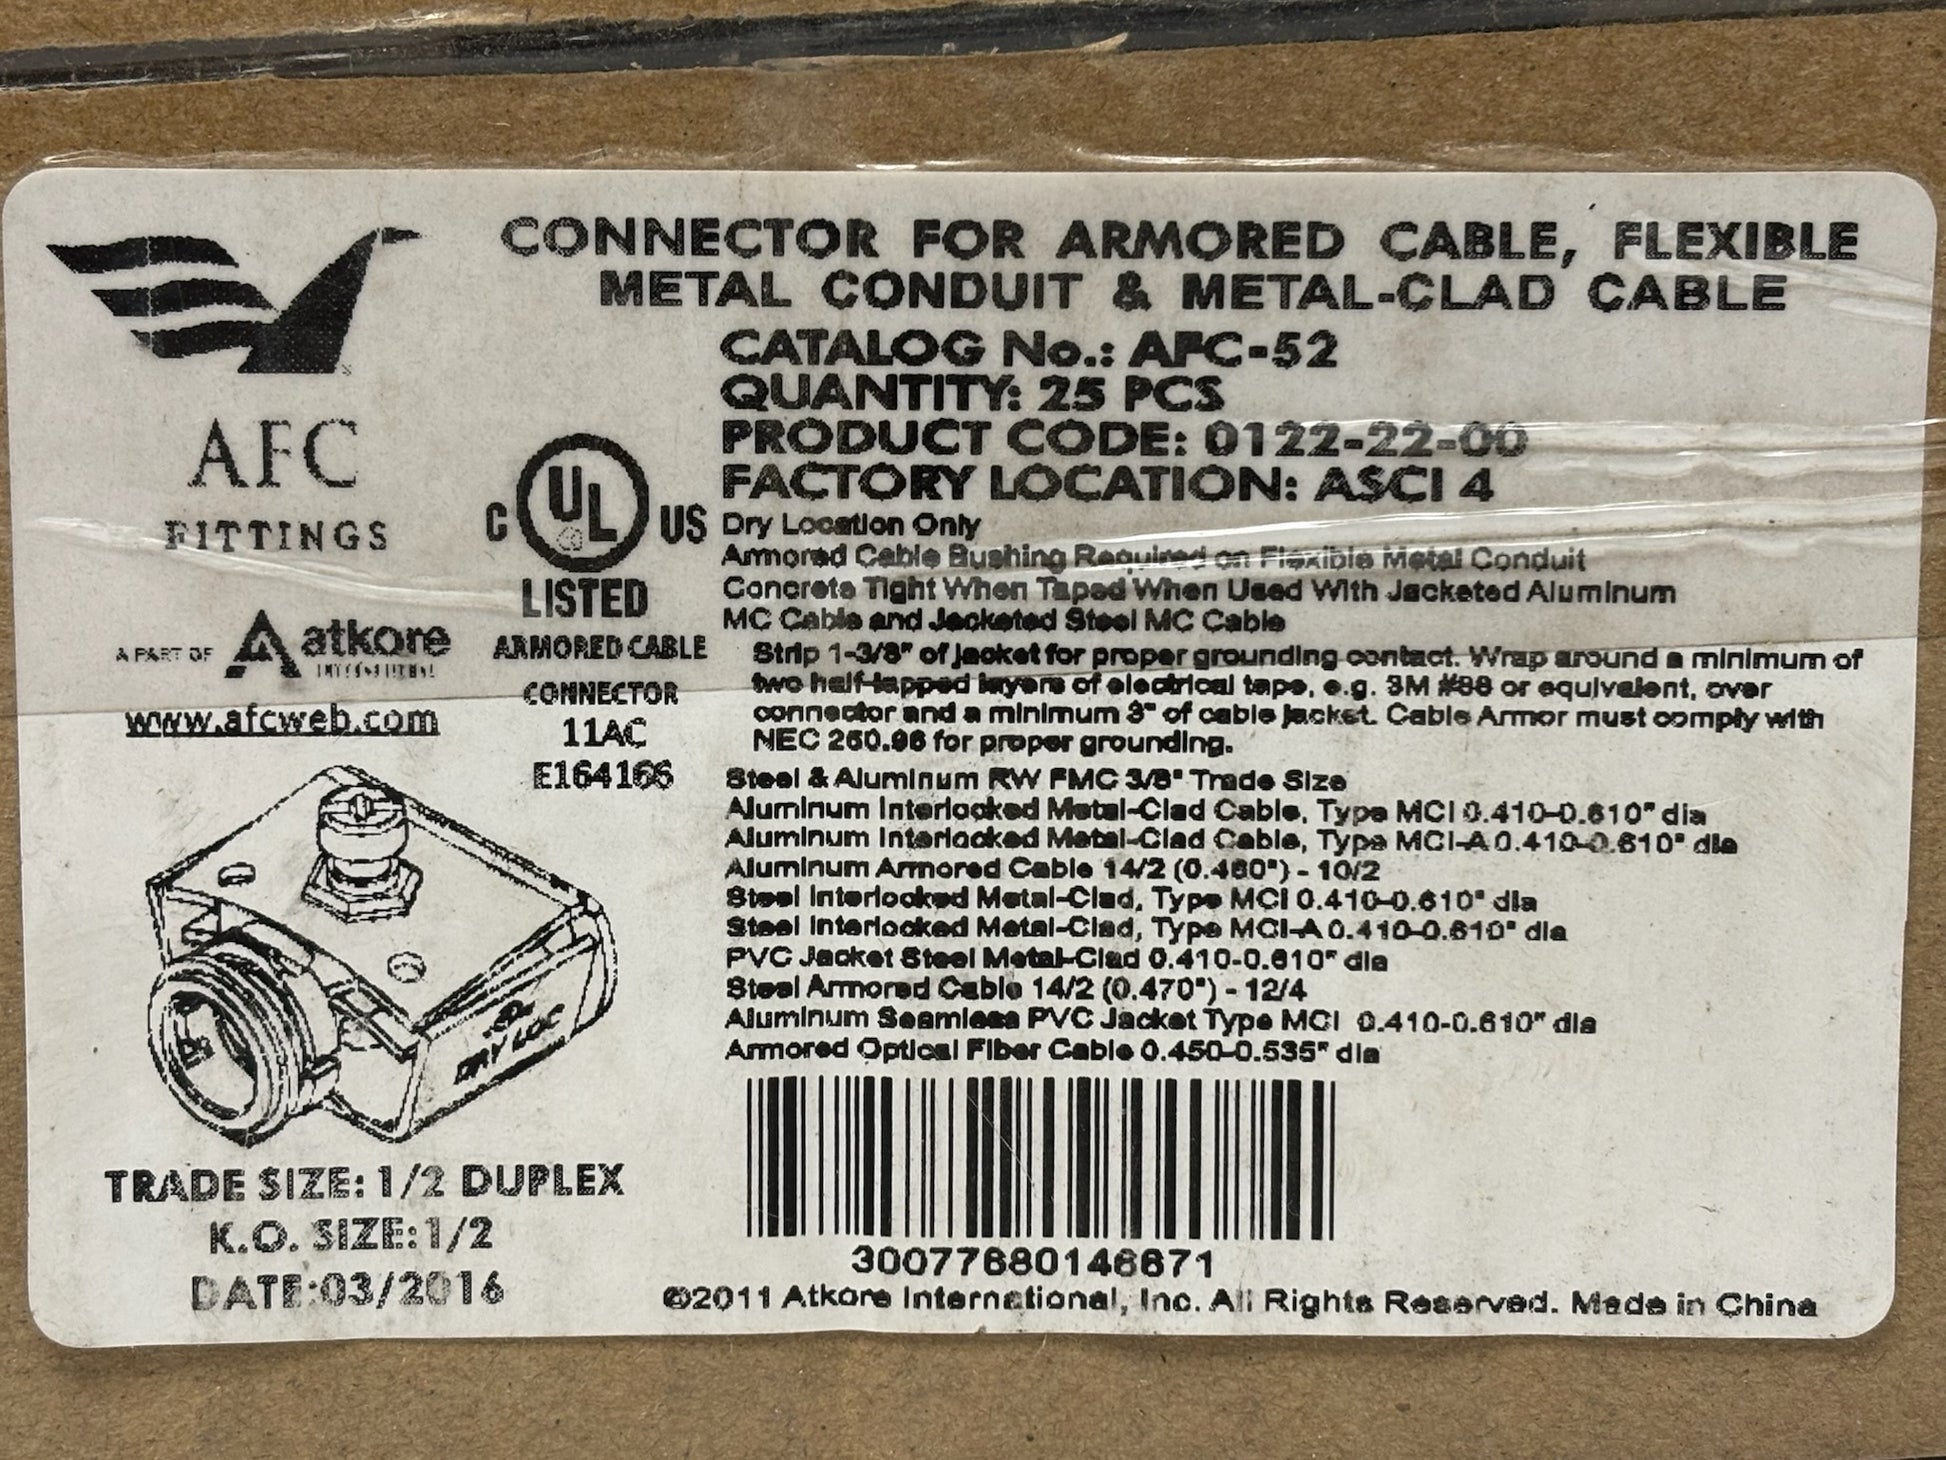 CONNECTOR FOR ARMORED CABLE, FLEXIBLE
METAL CONDUIT & METAL-CLAD CABLE
CATALOG No.: AFC-52
QUANTITY: 25 PCS
PRODUCT CODE: 0122-22-00
FACTORY LOCATION: ASCI 4
AFC
FITTINGS
A PART OF atkore
INTERNATIONAL
www.afcweb.com
C UL US
LISTED
ARMORED CABLE
CONNECTOR
11AC
E164166
Dry Location Only
Armored Cable Bushing Required on Flexible Metal Conduit
Concrete Tight When Taped When Used With Jacketed Aluminum
MC Cable and Jacketed Steel MC Cable
Strip 1-3/8" of jacket for proper grounding contact. Wrap around a minimum of
two half-lapped layers of electrical tape, e.g. 3M #88 or equivalent, over
connector and a minimum 3" of cable jacket. Cable Armor must comply with
NEC 250.96 for proper grounding.
Steel & Aluminum RW FMC 3/8" Trade Size
Aluminum Interlocked Metal-Clad Cable, Type MCI 0.410-0.610" dia
Aluminum Interlocked Metal-Clad Cable, Type MCI-A 0.410-0.610" dia
Aluminum Armored Cable 14/2 (0.460") - 10/2
Steel Interlocked Metal-Clad, Type MCI 0.410-0.610" dia
Steel Interlocked Metal-Clad, Type MCI-A 0.410-0.610" dia
PVC Jacket Steel Metal-Clad 0.410-0.610" dia
Steel Armored Cable 14/2 (0.470") - 12/4
Aluminum Seamless PVC Jacket Type MCI 0.410-0.610" dia
Armored Optical Fiber Cable 0.450-0.535" dia
DRY LOC
TRADE SIZE: 1/2 DUPLEX
K.O. SIZE:1/2
DATE:03/2016
30077680146671
©2011 Atkore International, Inc. All Rights Reserved. Made in China